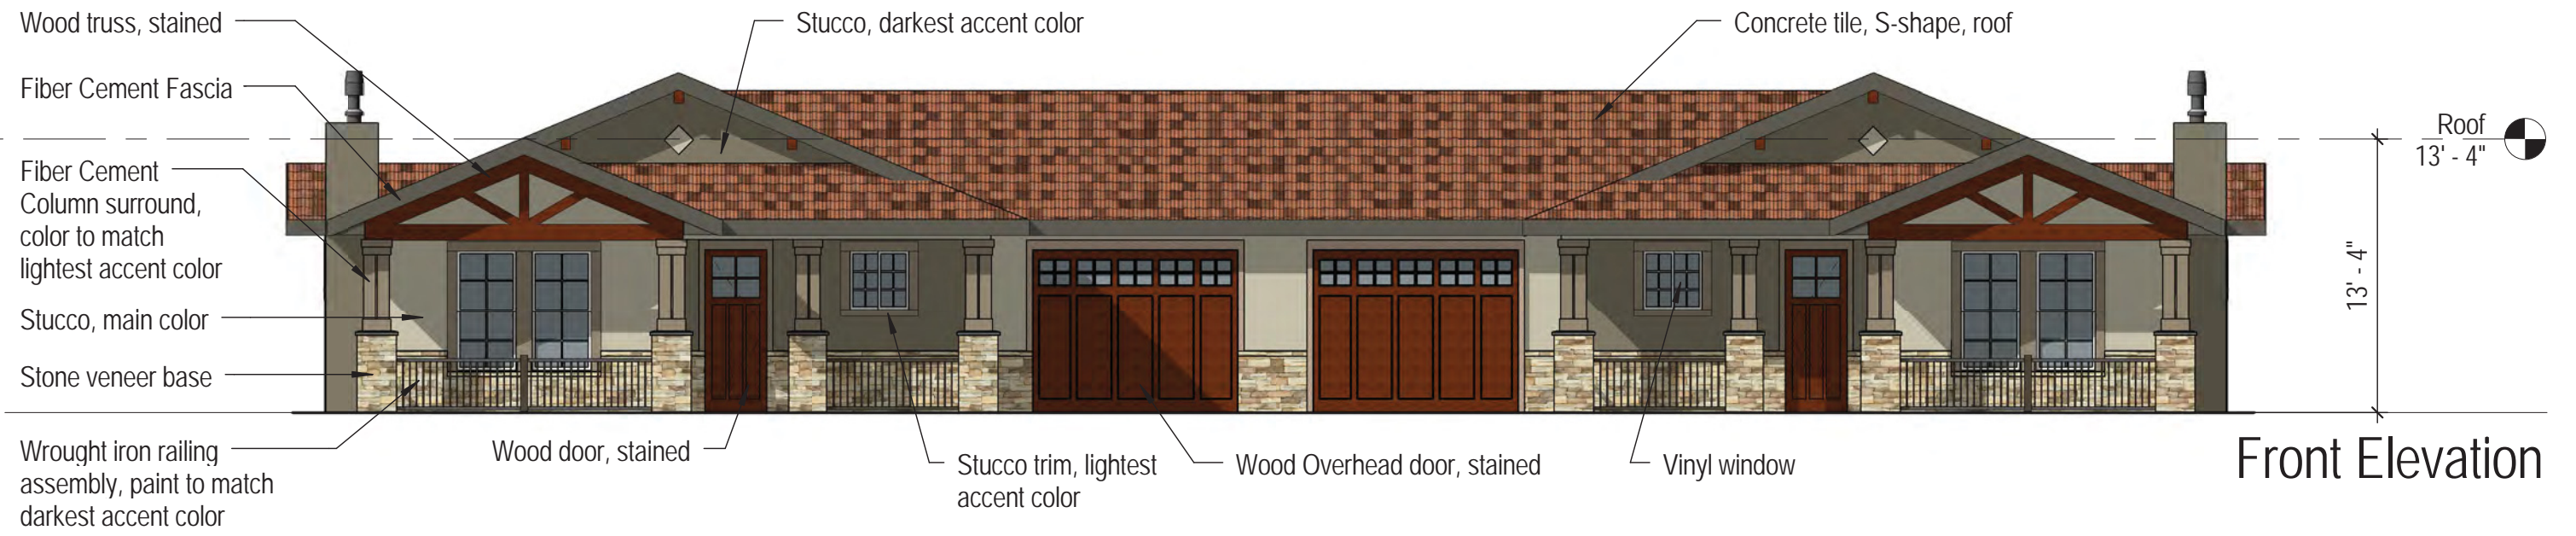 Wood truss, stained
Stucco, darkest accent color
Concrete tile, S-shape, roof
Fiber Cement Fascia
Roof
13' - 4"
Fiber Cement
Column surround,
color to match
lightest accent color
13' - 4"
Stucco, main color
Stone veneer base
Wrought iron railing
assembly, paint to match
darkest accent color
Wood door, stained
Stucco trim, lightest
accent color
Wood Overhead door, stained
Vinyl window
Front Elevation